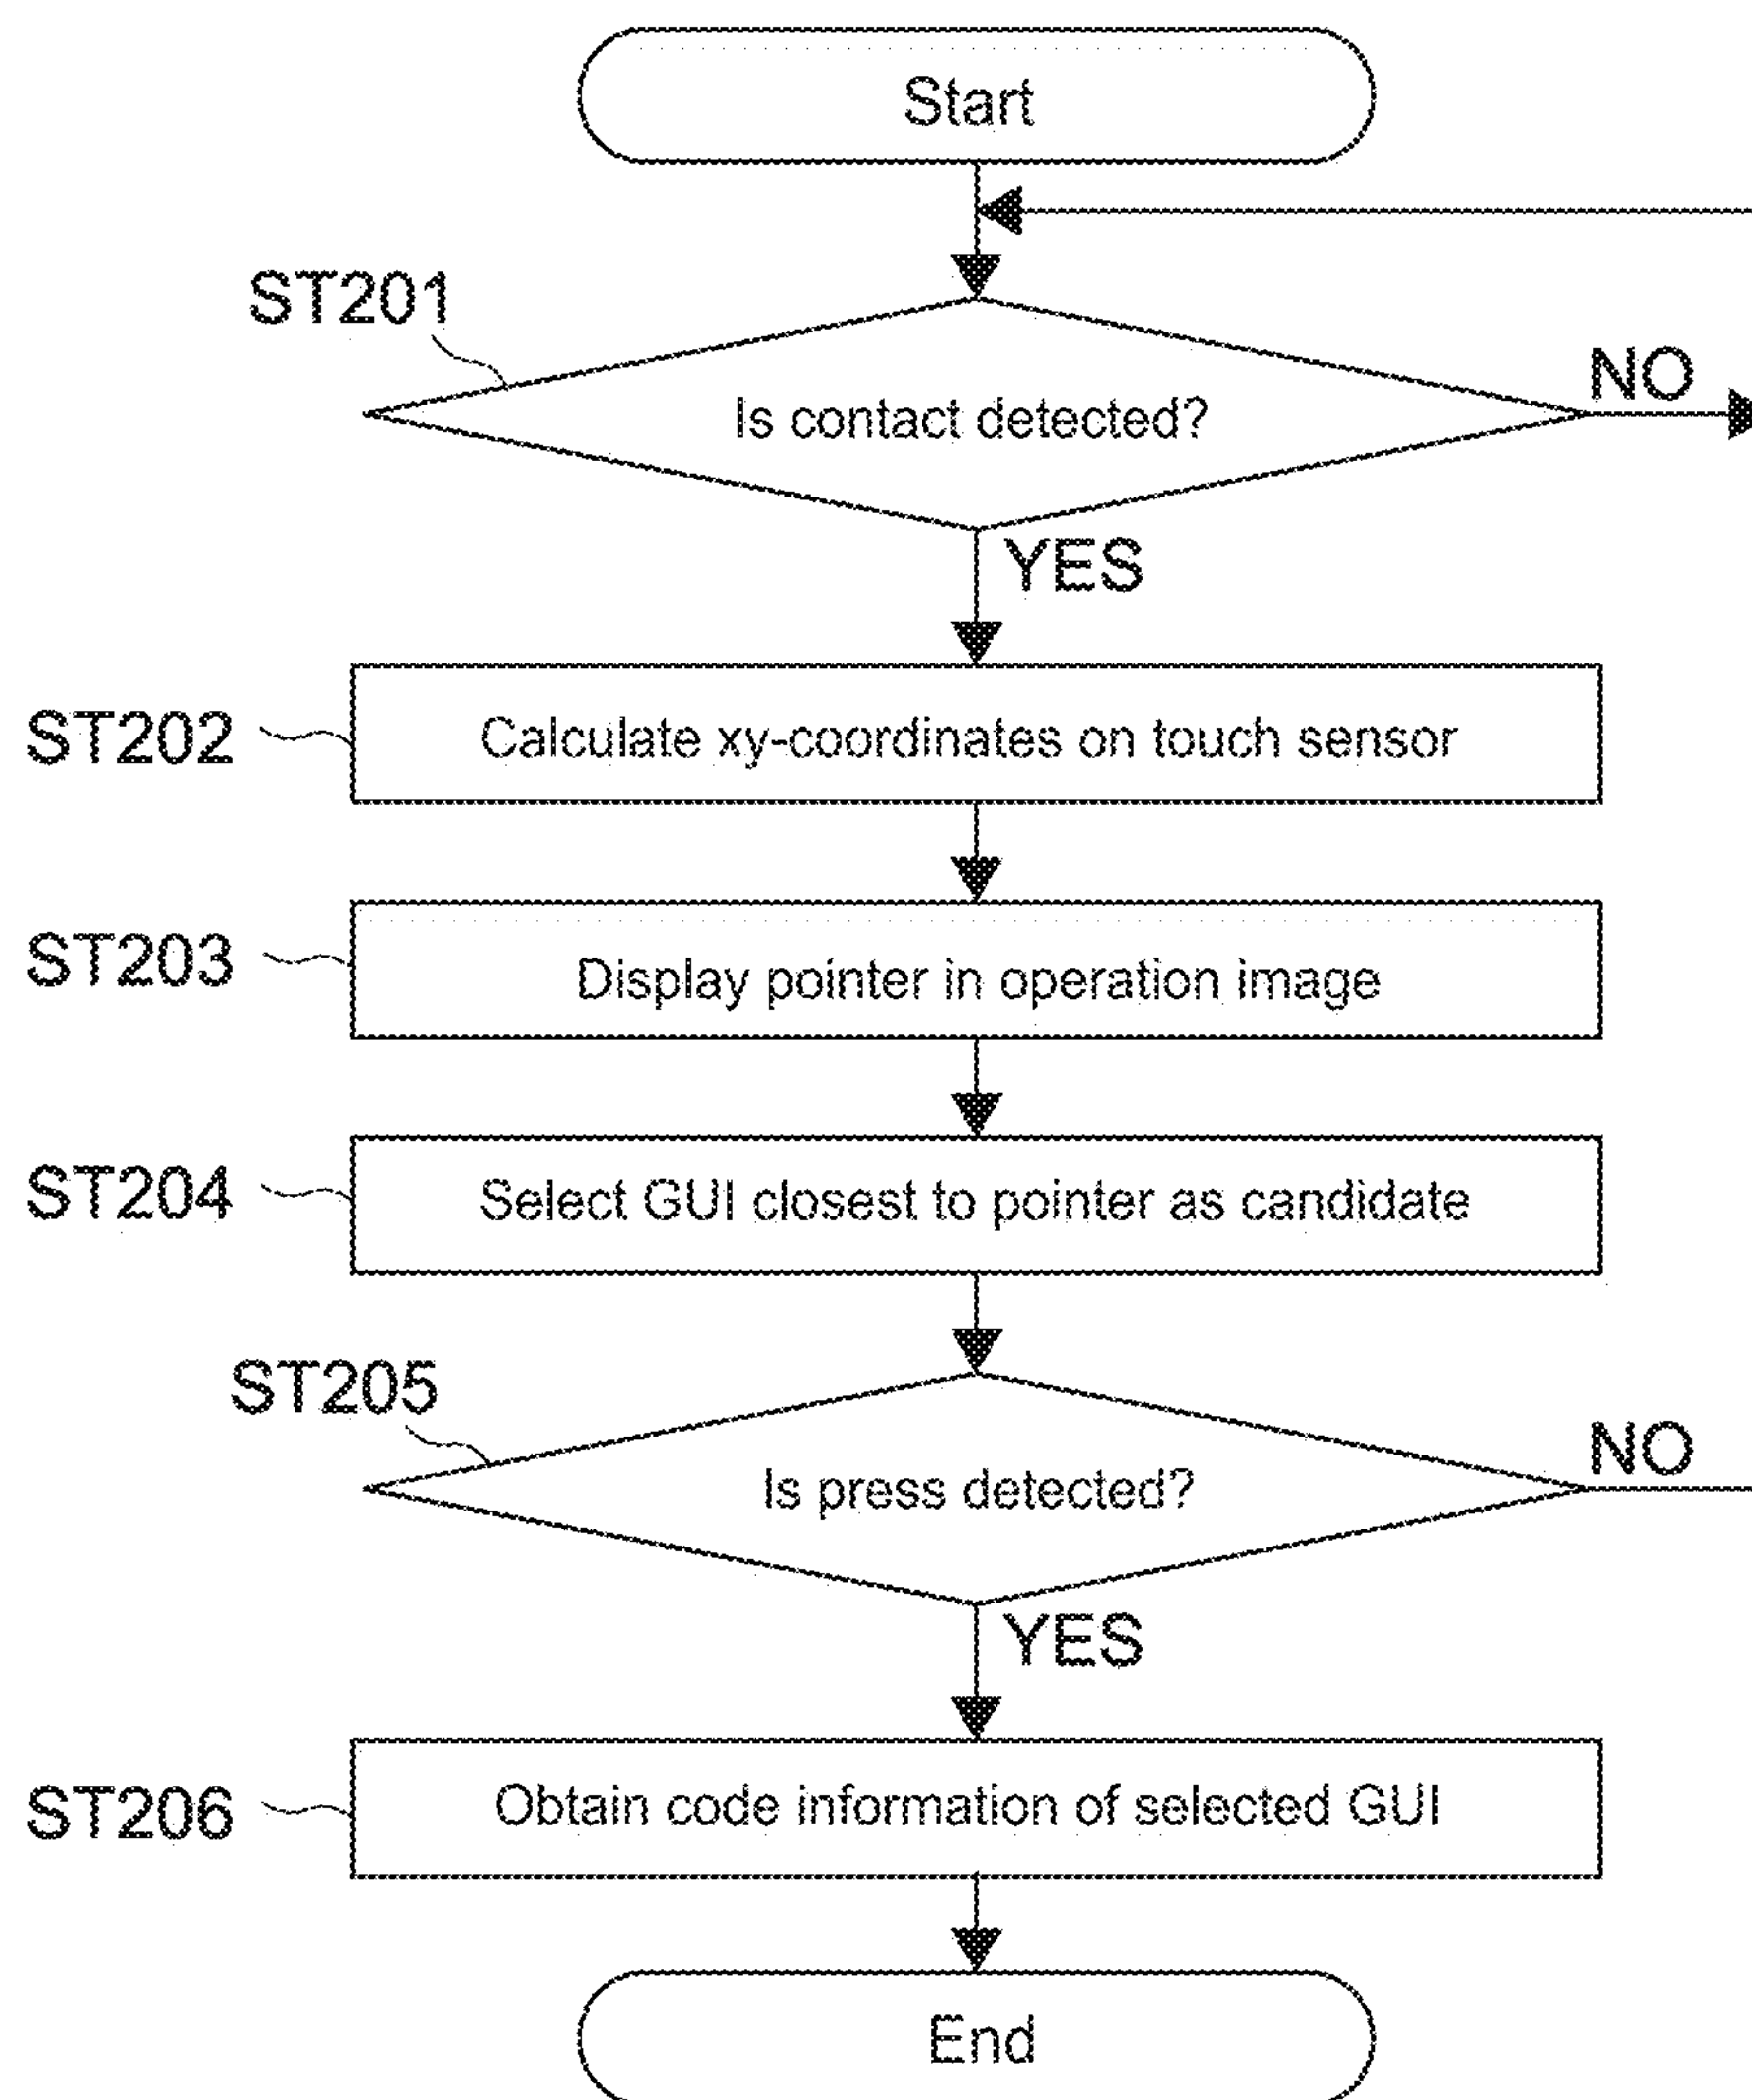 Start
ST201
Is contact detected?
NO
YES
ST202
Calculate xy-coordinates on touch sensor
ST203
Display pointer in operation image
ST204
Select GUI closest to pointer as candidate
ST205
Is press detected?
NO
YES
ST206
Obtain code information of selected GUI
End